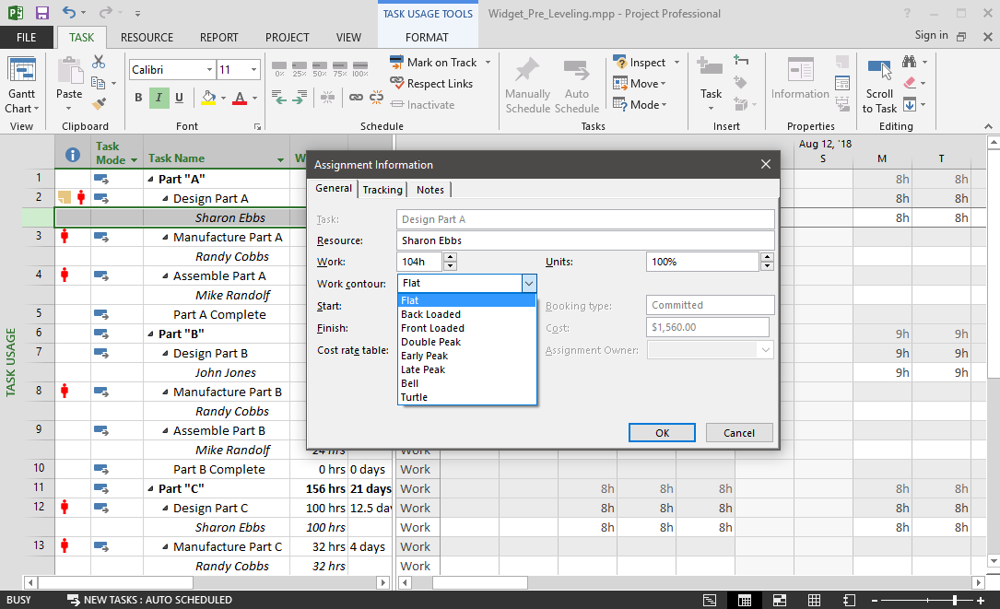 TASK USAGE TOOLS
Widget_Pre_Leveling.mpp - Project Professional
?
FILE TASK RESOURCE REPORT PROJECT VIEW FORMAT Sign in
Calibri 11
0% 25% 50% 75% 100%
Mark on Track
Respect Links
Inactivate
B I U A
Gantt Chart
Paste
Manually Schedule
Auto Schedule
Inspect
Move
Mode
Task
Information
Scroll to Task
View Clipboard Font Schedule Tasks Insert Properties Editing
Task Mode
Task Name
W
Aug 12, '18
S M T
1 Part "A" 8h 8h
2 Design Part A 8h 8h
Sharon Ebbs 8h 8h
3 Manufacture Part A
Randy Cobbs
4 Assemble Part A
Mike Randolf
5 Part A Complete
6 Part "B" 9h 9h
7 Design Part B 9h 9h
John Jones 9h 9h
8 Manufacture Part B
Randy Cobbs
9 Assemble Part B
Mike Randolf 24 hrs Work
10 Part B Complete 0 hrs 0 days Work
11 Part "C" 156 hrs 21 days Work 8h 8h 8h 8h 8h
12 Design Part C 100 hrs 12.5 day Work 8h 8h 8h 8h 8h
Sharon Ebbs 100 hrs Work 8h 8h 8h 8h 8h
13 Manufacture Part C 32 hrs 4 days Work
Randy Cobbs 32 hrs Work
TASK USAGE
Assignment Information
General Tracking Notes
Task: Design Part A
Resource: Sharon Ebbs
Work: 104h Units: 100%
Work contour: Flat
Start: Booking type: Committed
Finish: Cost: $1,560.00
Cost rate table: Assignment Owner:
Flat
Back Loaded
Front Loaded
Double Peak
Early Peak
Late Peak
Bell
Turtle
OK Cancel
BUSY NEW TASKS : AUTO SCHEDULED